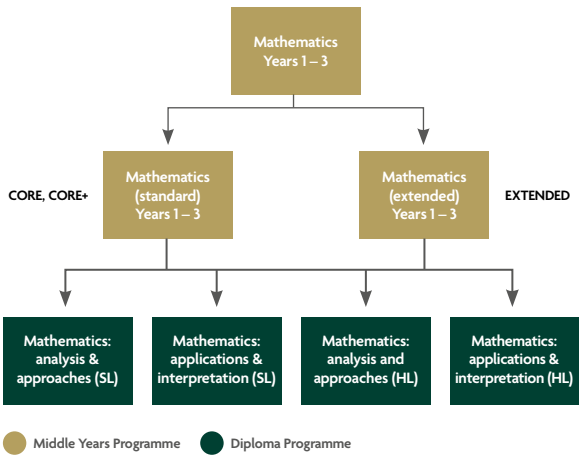 Mathematics
Years 1 – 3
CORE, CORE+
Mathematics
(standard)
Years 1 – 3
Mathematics
(extended)
Years 1 – 3
EXTENDED
Mathematics:
analysis &
approaches (SL)
Mathematics:
applications &
interpretation (SL)
Mathematics:
analysis and
approaches (HL)
Mathematics:
applications &
interpretation (HL)
Middle Years Programme
Diploma Programme